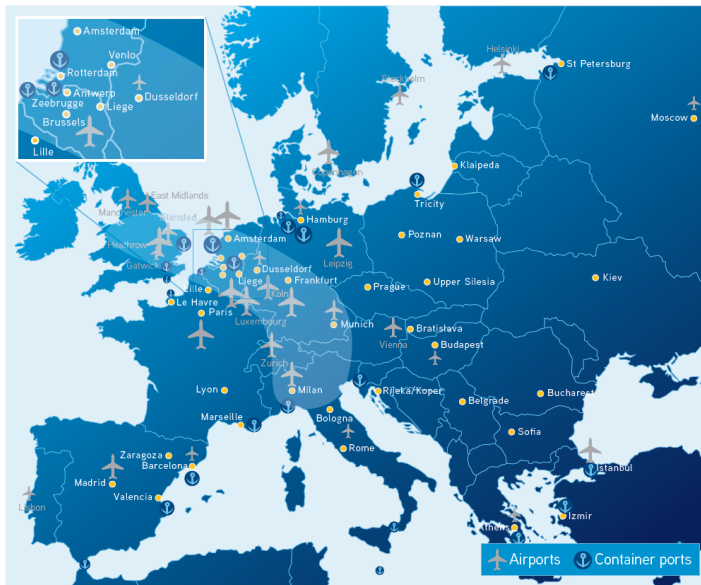 Amsterdam
Venlo
Rotterdam
Antwerp
Dusseldorf
Zeebrugge
Liege
Brussels
Lille
Helsinki
St Petersburg
Stockholm
Moscow
Copenhagen
Klaipeda
Tricity
East Midlands
Manchester
Stansted
Hamburg
Heathrow
Amsterdam
Poznan
Warsaw
Gatwick
Leipzig
Dusseldorf
Kiev
Lille
Liege
Frankfurt
Prague
Upper Silesia
Koln
Le Havre
Paris
Luxembourg
Munich
Bratislava
Vienna
Budapest
Zurich
Lyon
Milan
Rijeka/Koper
Belgrade
Bucharest
Marseille
Bologna
Sofia
Zaragoza
Rome
Barcelona
Istanbul
Madrid
Valencia
Lisbon
Izmir
Athens
Airports
Container ports